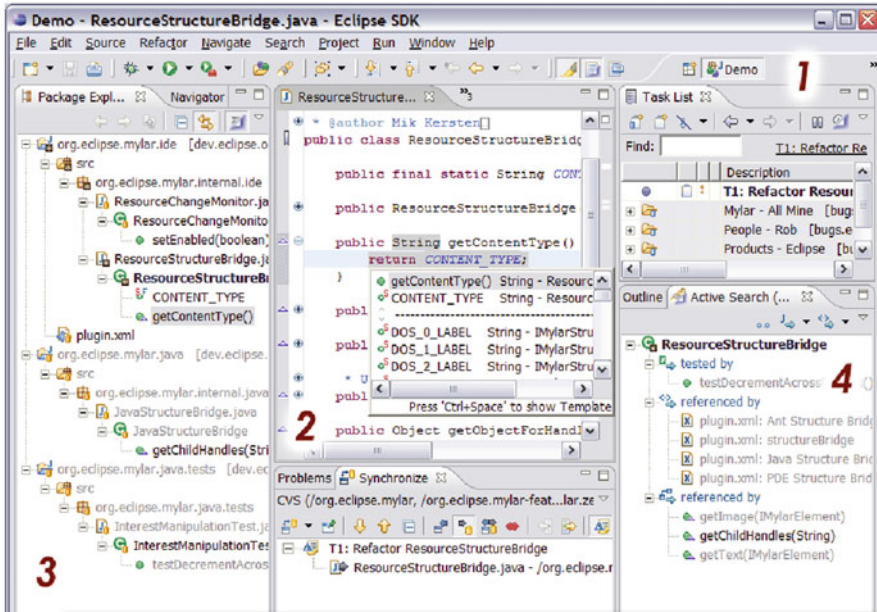 Demo - ResourceStructureBridge.java - Eclipse SDK
File Edit Source Refactor Navigate Search Project Run Window Help
Demo
1
Package Expl...
Navigator
org.eclipse.mylar.ide [dev.eclipse.o
src
org.eclipse.mylar.internal.ide
ResourceChangeMonitor.ja
ResourceChangeMonito
setEnabled(boolean)
ResourceStructureBridge.ja
ResourceStructureB
CONTENT_TYPE
getContentType()
plugin.xml
org.eclipse.mylar.java [dev.eclipse.
src
org.eclipse.mylar.internal.java
JavaStructureBridge.java
JavaStructureBridge
getChildHandles(Stri
org.eclipse.mylar.java.tests [dev.ec
src
org.eclipse.mylar.java.tests
InterestManipulationTest.ja
InterestManipulationTes
testDecrementAcros
3
ResourceStructure...
3
* @author Mik Kersten
public class ResourceStructureBridg
public final static String CONT
public ResourceStructureBridge
public String getContentType()
return CONTENT_TYPE;
}
getContentType() String - Resourc
CONTENT_TYPE String - Resourc
DOS_0_LABEL String - IMylarStru
DOS_1_LABEL String - IMylarStru
DOS_2_LABEL String - IMylarStru
Press 'Ctrl+Space' to show Template
publ
publ
* U
publ
public Object getObjectForHandl
2
Problems
Synchronize
CVS (/org.eclipse.mylar, /org.eclipse.mylar-feat...lar.ze
T1: Refactor ResourceStructureBridge
ResourceStructureBridge.java - /org.eclipse.r
Task List
Find:
T1: Refactor Re
Description
T1: Refactor Resour
Mylar - All Mine [bugs.
People - Rob [bugs.e
Products - Eclipse [bu
Outline
Active Search (...
ResourceStructureBridge
tested by
testDecrementAcross ()
4
referenced by
plugin.xml: Ant Structure Bridg
plugin.xml: structureBridge
plugin.xml: Java Structure Bric
plugin.xml: PDE Structure Brid
referenced by
getImage(IMylarElement)
getChildHandles(String)
getText(IMylarElement)